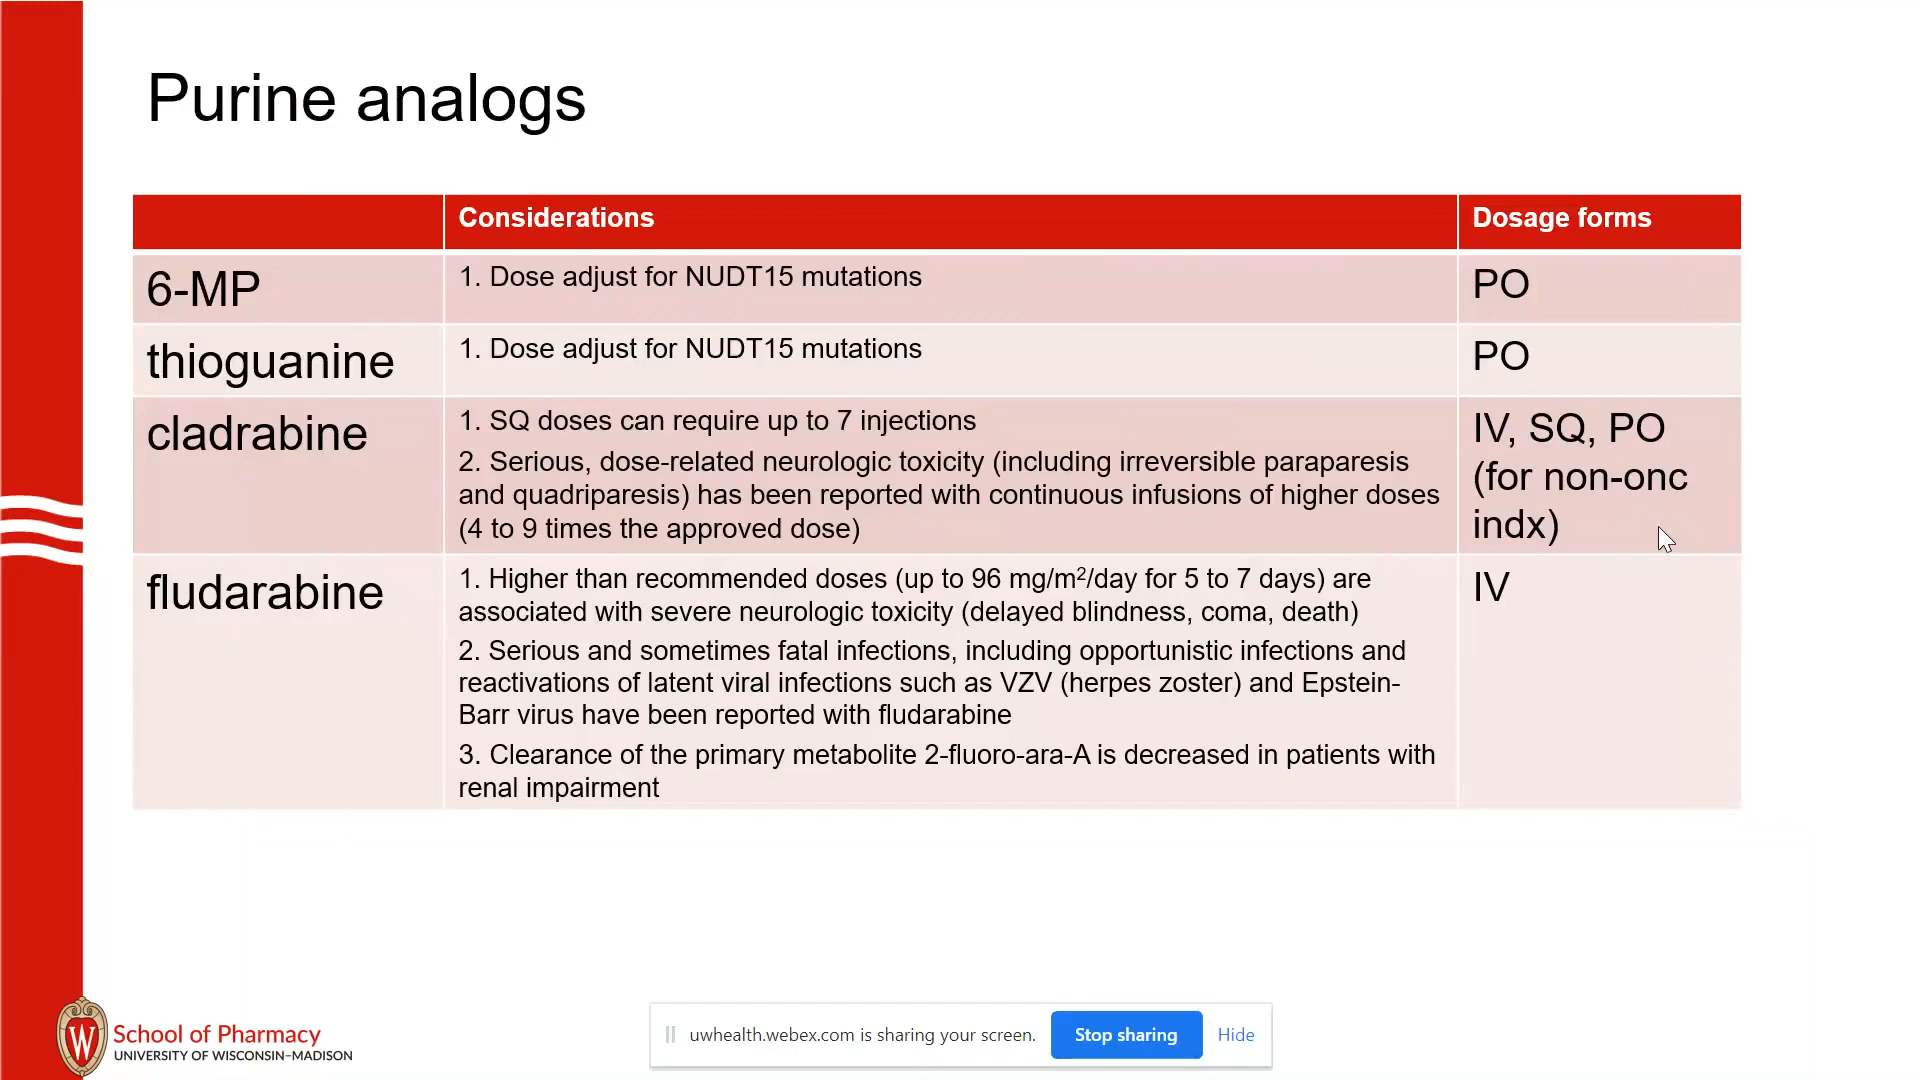 Purine analogs
Considerations
Dosage forms
6-MP
1. Dose adjust for NUDT15 mutations
PO
thioguanine
1. Dose adjust for NUDT15 mutations
PO
cladrabine
1. SQ doses can require up to 7 injections
2. Serious, dose-related neurologic toxicity (including irreversible paraparesis
and quadriparesis) has been reported with continuous infusions of higher doses
(4 to 9 times the approved dose)
IV, SQ, PO
(for non-onc
indx)
fludarabine
1. Higher than recommended doses (up to 96 mg/m²/day for 5 to 7 days) are
associated with severe neurologic toxicity (delayed blindness, coma, death)
2. Serious and sometimes fatal infections, including opportunistic infections and
reactivations of latent viral infections such as VZV (herpes zoster) and Epstein-
Barr virus have been reported with fludarabine
3. Clearance of the primary metabolite 2-fluoro-ara-A is decreased in patients with
renal impairment
IV
W
School of Pharmacy
UNIVERSITY OF WISCONSIN–MADISON
uwhealth.webex.com is sharing your screen.
Stop sharing
Hide